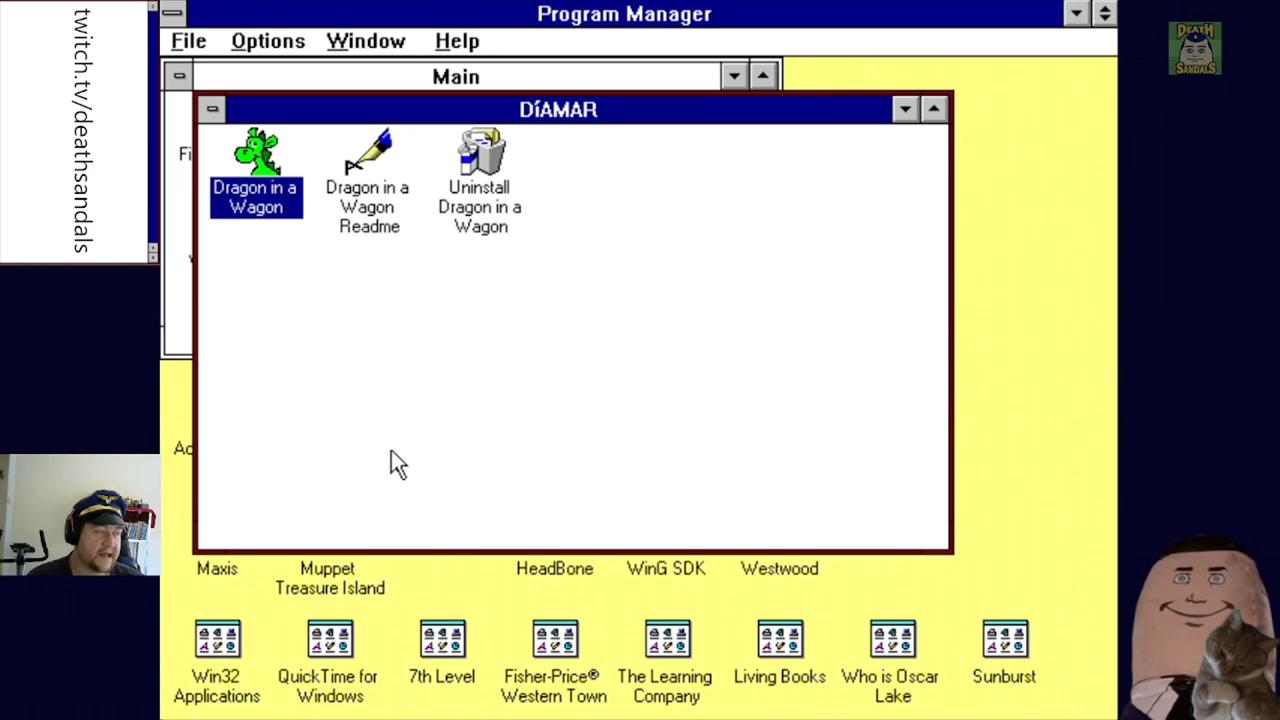 twitch.tv/deathsandals
Program Manager
File Options Window Help
Main
DíAMAR
Dragon in a
Wagon
Dragon in a
Wagon
Readme
Uninstall
Dragon in a
Wagon
DEATH
SANDALS
Maxis
Muppet
Treasure Island
HeadBone
WinG SDK
Westwood
Win32
Applications
QuickTime for
Windows
7th Level
Fisher-Price®
Western Town
The Learning
Company
Living Books
Who is Oscar
Lake
Sunburst